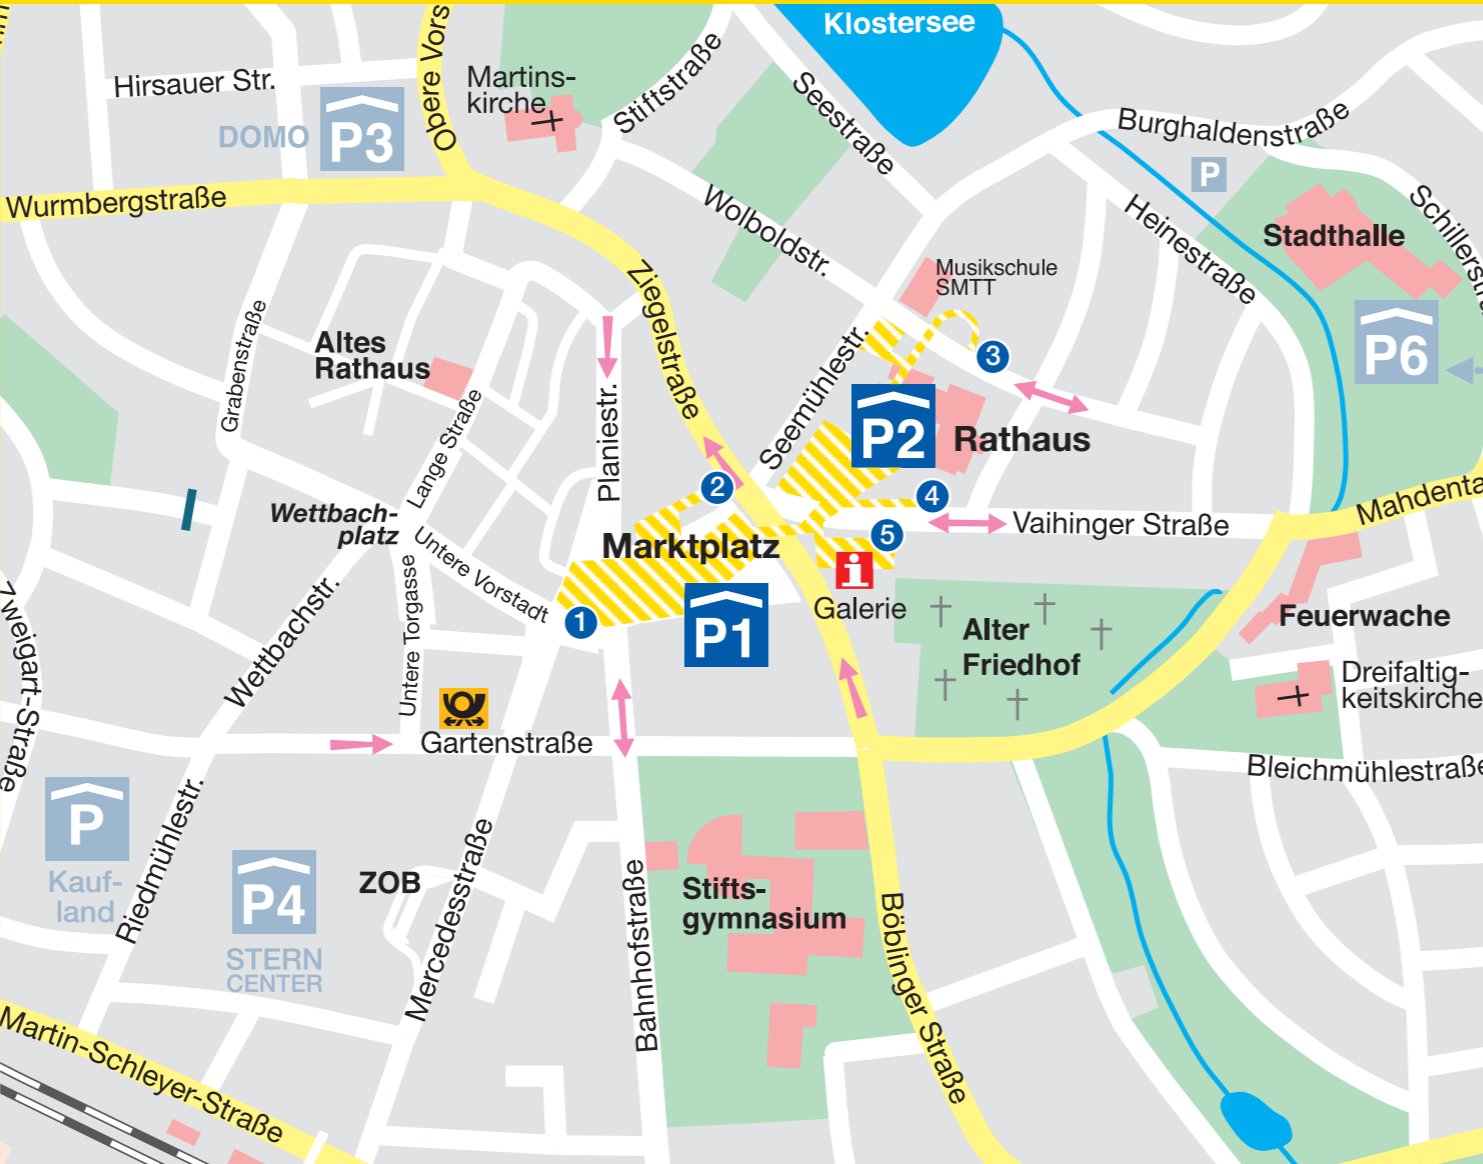 Klostersee
Hirsauer Str.
Obere Vors
Martins-
kirche
Stiftstraße
Seestraße
Burghaldenstraße
DOMO
P3
P
Wurmbergstraße
Wolboldstr.
Heinestraße
Stadthalle
Schillerstr
Musikschule
SMTT
Ziegelstraße
Grabenstraße
Altes
Rathaus
Seemühlestr.
3
P6
Planiestr.
Lange Straße
P2
Rathaus
2
4
Wettbach-
platz
Marktplatz
5
Vaihinger Straße
Mahdenta
Untere Vorstadt
Untere Torgasse
i
Galerie
1
P1
Alter
Friedhof
Feuerwache
Wettbachstr.
Zweigart-Straße
Dreifaltig-
keitskirche
Gartenstraße
Bleichmühlestraße
P
Kauf-
land
Riedmühlestr.
P4
STERN
CENTER
ZOB
Mercedesstraße
Bahnhofstraße
Stifts-
gymnasium
Böblinger Straße
Martin-Schleyer-Straße